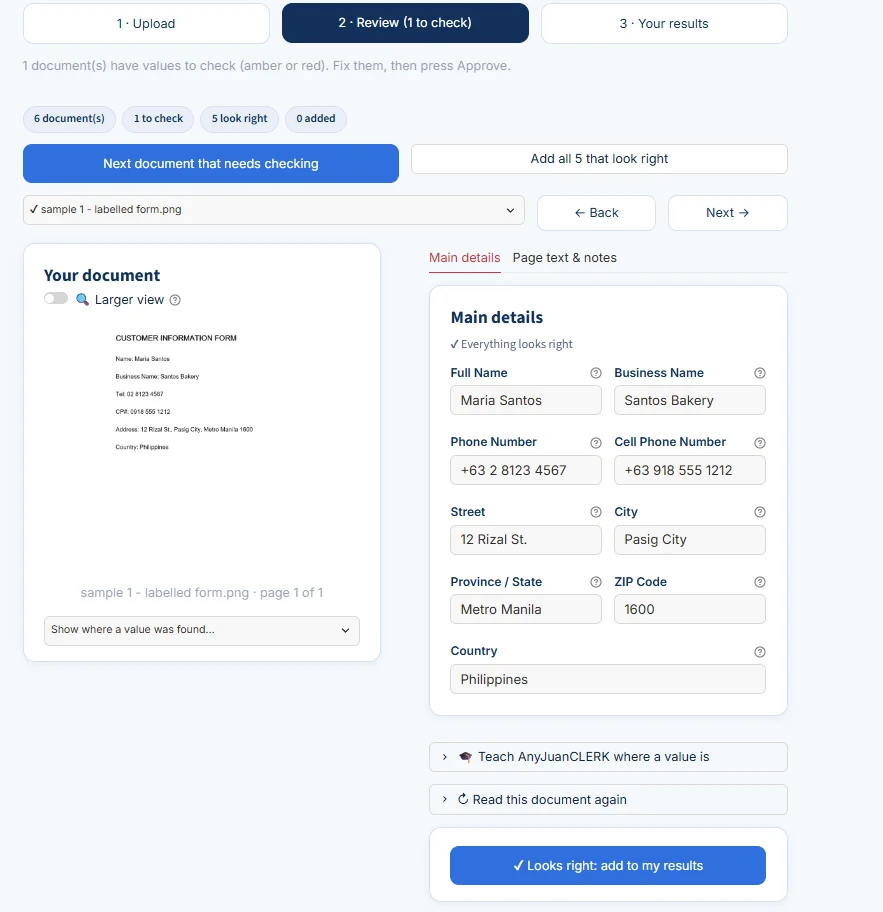 1 · Upload
2 · Review (1 to check)
3 · Your results
1 document(s) have values to check (amber or red). Fix them, then press Approve.
6 document(s)
1 to check
5 look right
0 added
Next document that needs checking
Add all 5 that look right
✓ sample 1 - labelled form.png
← Back
Next →
Your document
Larger view
CUSTOMER INFORMATION FORM
Name: Maria Santos
Business Name: Santos Bakery
Tel: 02 8123 4567
CP#: 0918 555 1212
Address: 12 Rizal St., Pasig City, Metro Manila 1600
Country: Philippines
sample 1 - labelled form.png · page 1 of 1
Show where a value was found...
Main details
Page text & notes
Main details
✓ Everything looks right
Full Name
Business Name
Maria Santos
Santos Bakery
Phone Number
Cell Phone Number
+63 2 8123 4567
+63 918 555 1212
Street
City
12 Rizal St.
Pasig City
Province / State
ZIP Code
Metro Manila
1600
Country
Philippines
Teach AnyJuanCLERK where a value is
↻ Read this document again
✓ Looks right: add to my results